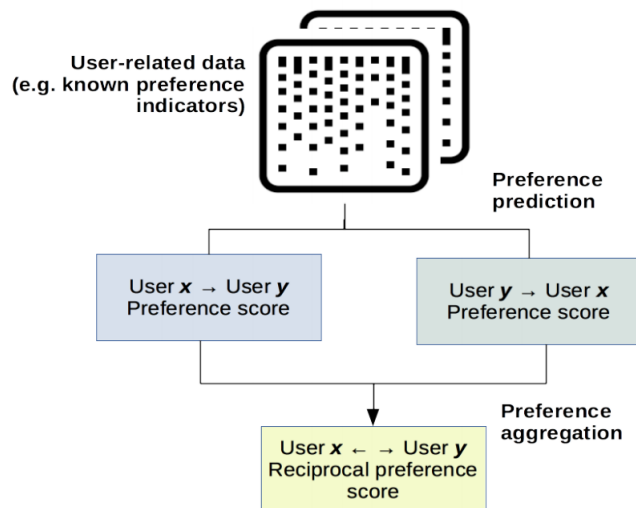 User-related data
(e.g. known preference
indicators)
Preference
prediction
User x → User y
Preference score
User y → User x
Preference score
Preference
aggregation
User x ← → User y
Reciprocal preference
score